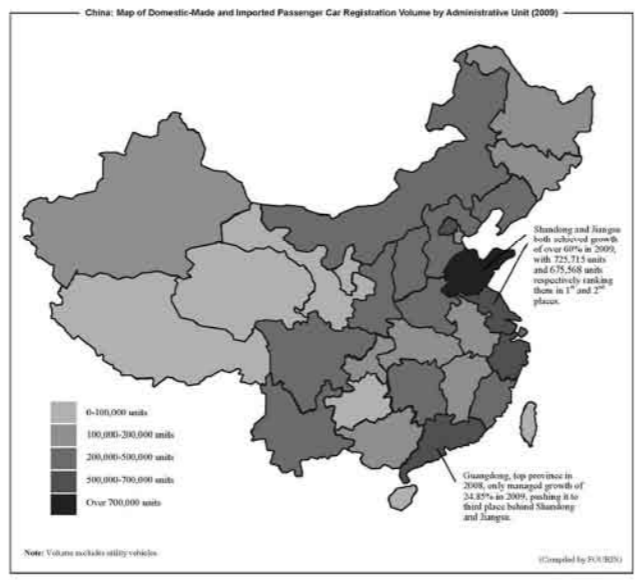 China: Map of Domestic-Made and Imported Passenger Car Registration Volume by Administrative Unit (2009)
Shandong and Jiangsu
both achieved growth
of over 60% in 2009,
with 725,715 units
and 675,568 units
respectively ranking
them in 1st and 2nd
places.
0-100,000 units
100,000-200,000 units
200,000-500,000 units
500,000-700,000 units
Over 700,000 units
Guangdong, top province in
2008, only managed growth of
24.85% in 2009, pushing it to
third place behind Shandong
and Jiangsu.
Note: Volume includes utility vehicles
(Compiled by FOURIN)